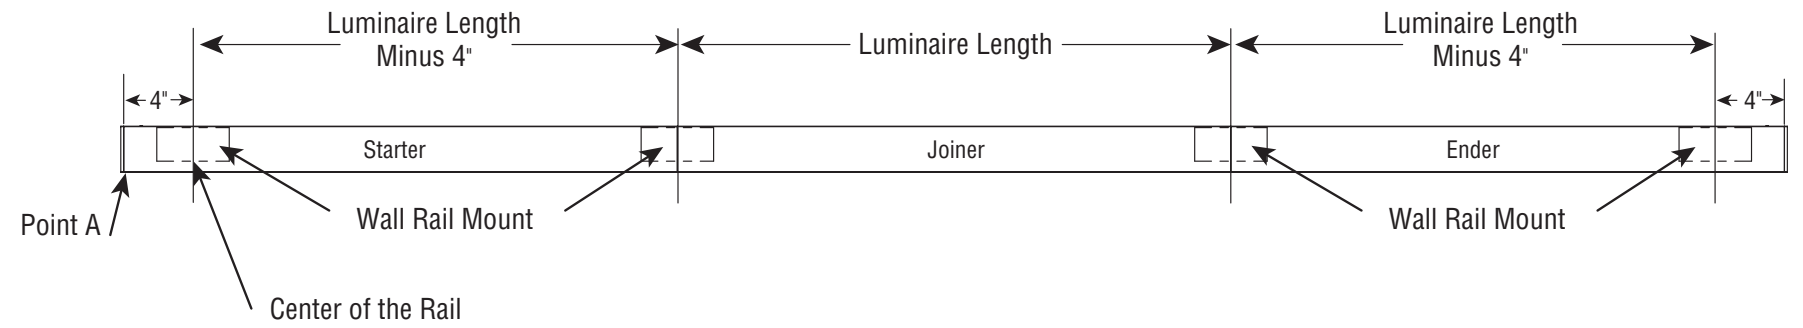 Luminaire Length
Minus 4"
Luminaire Length
Luminaire Length
Minus 4"
4"
4"
Starter
Joiner
Ender
Point A
Wall Rail Mount
Wall Rail Mount
Center of the Rail